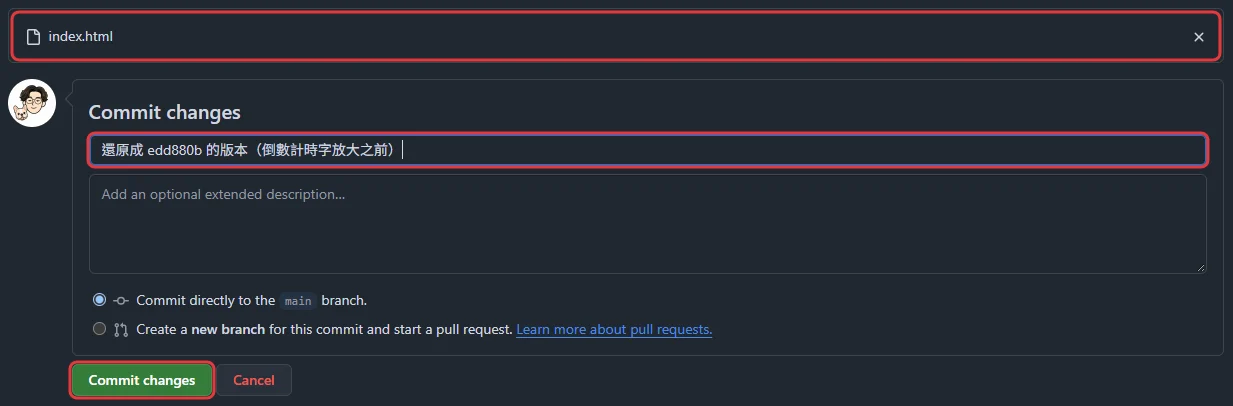 index.html
Commit changes
還原成 edd880b 的版本（倒數計時字放大之前）
Add an optional extended description...
Commit directly to the main branch.
Create a new branch for this commit and start a pull request. Learn more about pull requests.
Commit changes Cancel